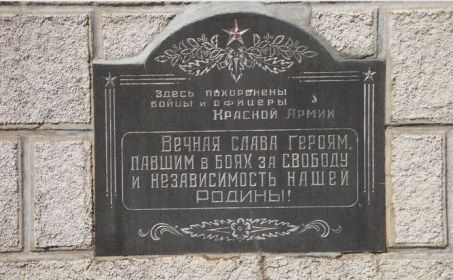 Здесь похоронены
бойцы и офицеры
Красной Армии
Вечная слава героям,
павшим в боях за свободу
и независимость нашей
Родины!